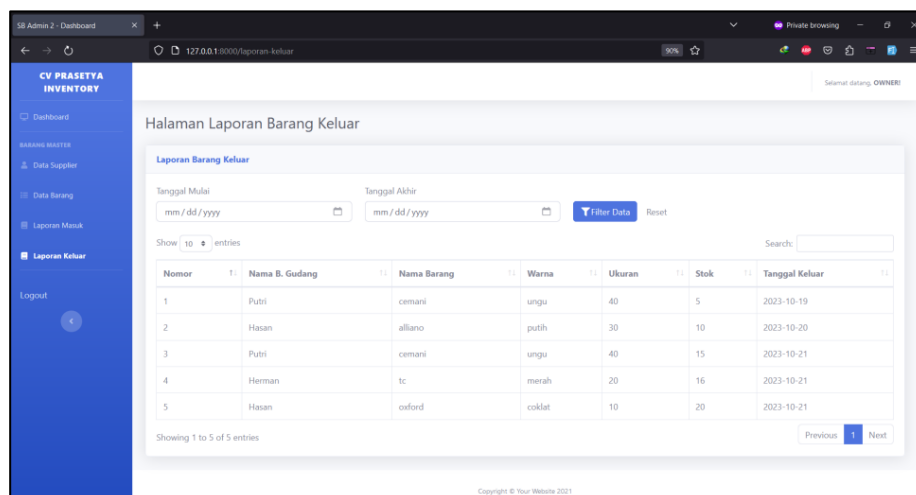 SB Admin 2 - Dashboard
Private browsing
127.0.0.1:8000/laporan-keluar
90%
CV PRASETYA
INVENTORY
Selamat datang, OWNER!
Dashboard
BARANG MASTER
Data Supplier
Data Barang
Laporan Masuk
Laporan Keluar
Logout
Halaman Laporan Barang Keluar
Laporan Barang Keluar
Tanggal Mulai Tanggal Akhir
mm / dd / yyyy mm / dd / yyyy Filter Data Reset
Show 10 entries Search:
Nomor Nama B. Gudang Nama Barang Warna Ukuran Stok Tanggal Keluar
1 Putri cemani ungu 40 5 2023-10-19
2 Hasan alliano putih 30 10 2023-10-20
3 Putri cemani ungu 40 15 2023-10-21
4 Herman tc merah 20 16 2023-10-21
5 Hasan oxford coklat 10 20 2023-10-21
Showing 1 to 5 of 5 entries Previous 1 Next
Copyright © Your Website 2021